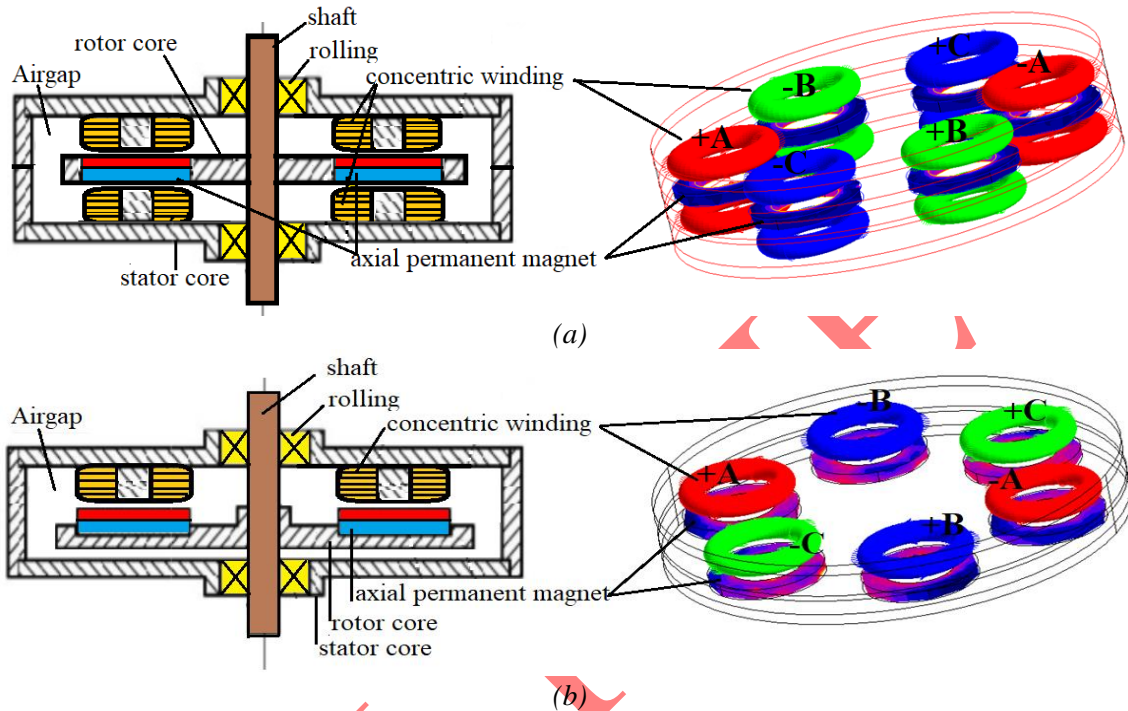 shaft
rotor core
rolling
Airgap
concentric winding
stator core
axial permanent magnet
+C
-A
-B
+B
+A
-C
(a)
shaft
rolling
Airgap
concentric winding
axial permanent magnet
rotor core
stator core
-B
+C
+A
-A
+B
-C
(b)